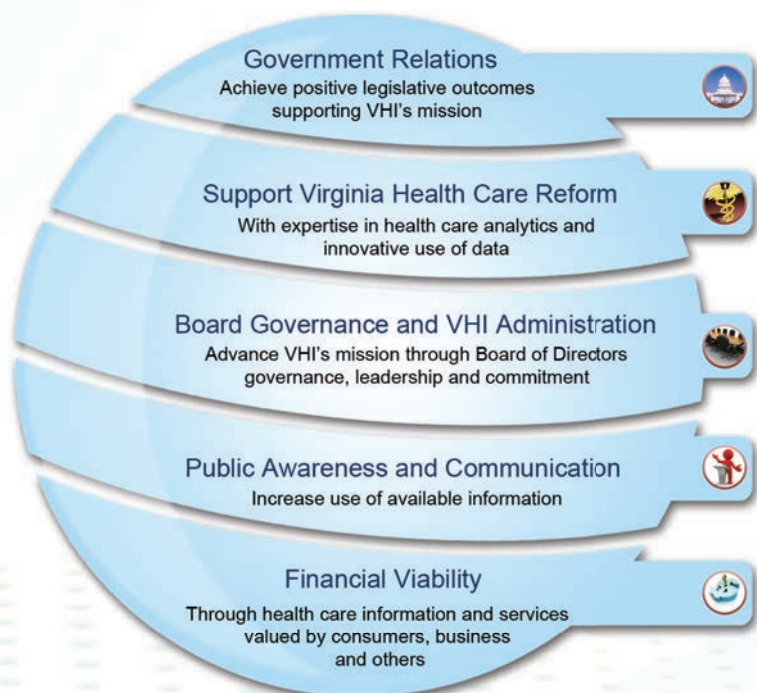 Government Relations
Achieve positive legislative outcomes
supporting VHI's mission
Support Virginia Health Care Reform
With expertise in health care analytics and
innovative use of data
Board Governance and VHI Administration
Advance VHI's mission through Board of Directors
governance, leadership and commitment
Public Awareness and Communication
Increase use of available information
Financial Viability
Through health care information and services
valued by consumers, business
and others